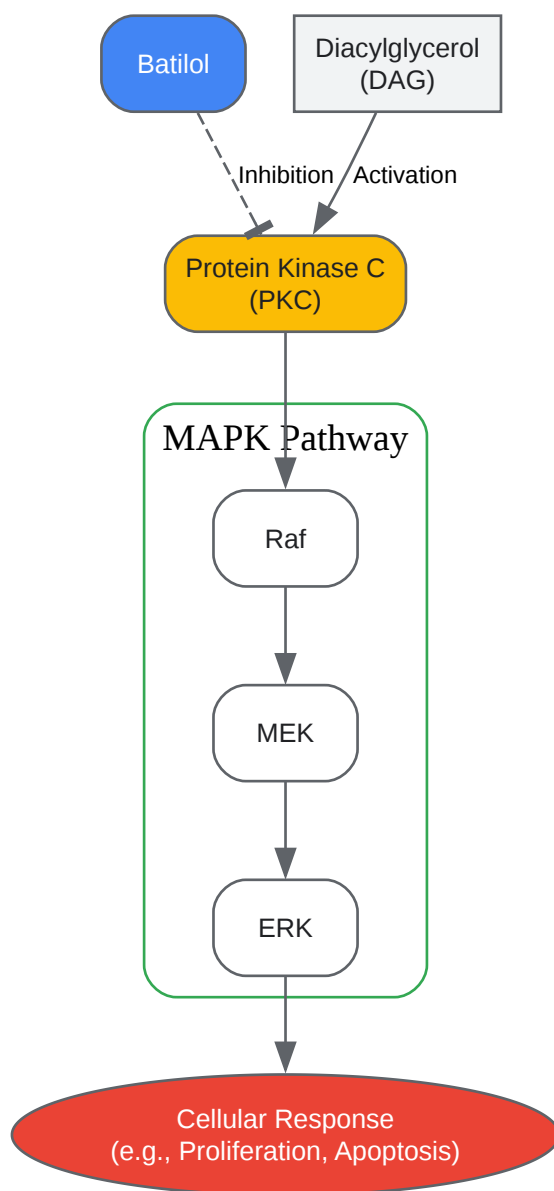 Batilol
Diacylglycerol
(DAG)
Inhibition
Activation
Protein Kinase C
(PKC)
MAPK Pathway
Raf
MEK
ERK
Cellular Response
(e.g., Proliferation, Apoptosis)